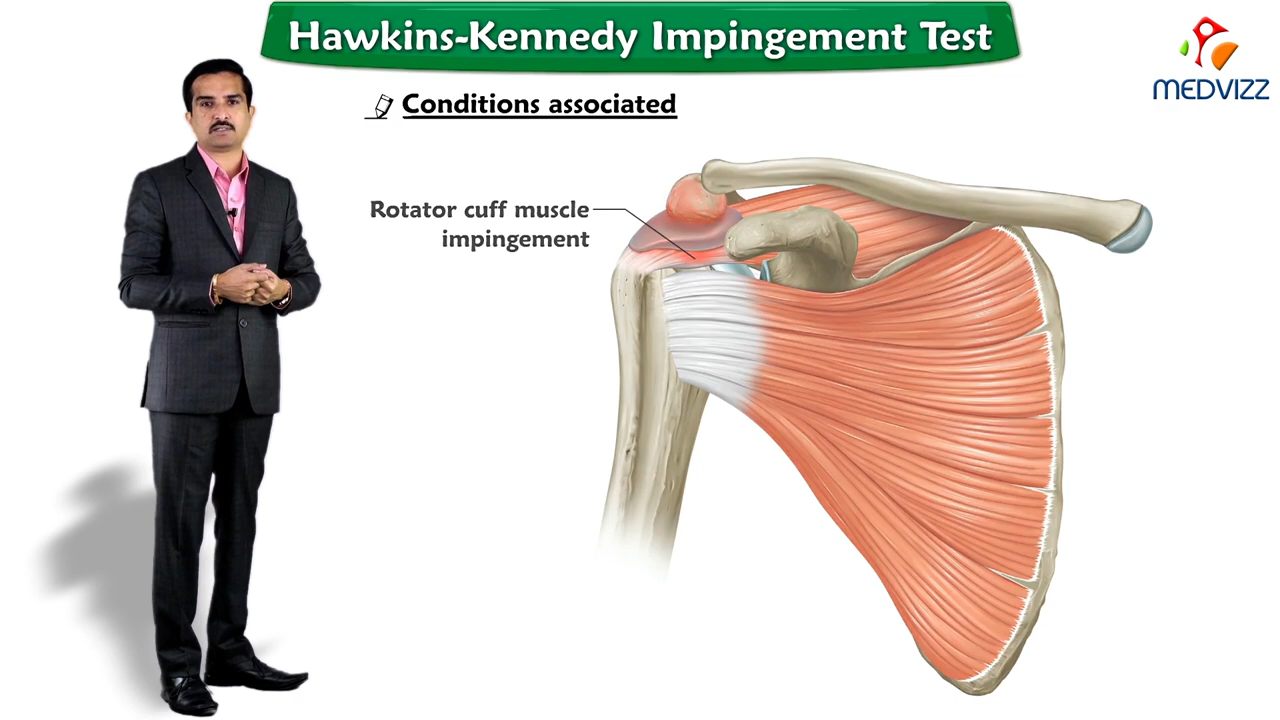 Hawkins-Kennedy Impingement Test
MEDVIZZ
Conditions associated
Rotator cuff muscle
impingement